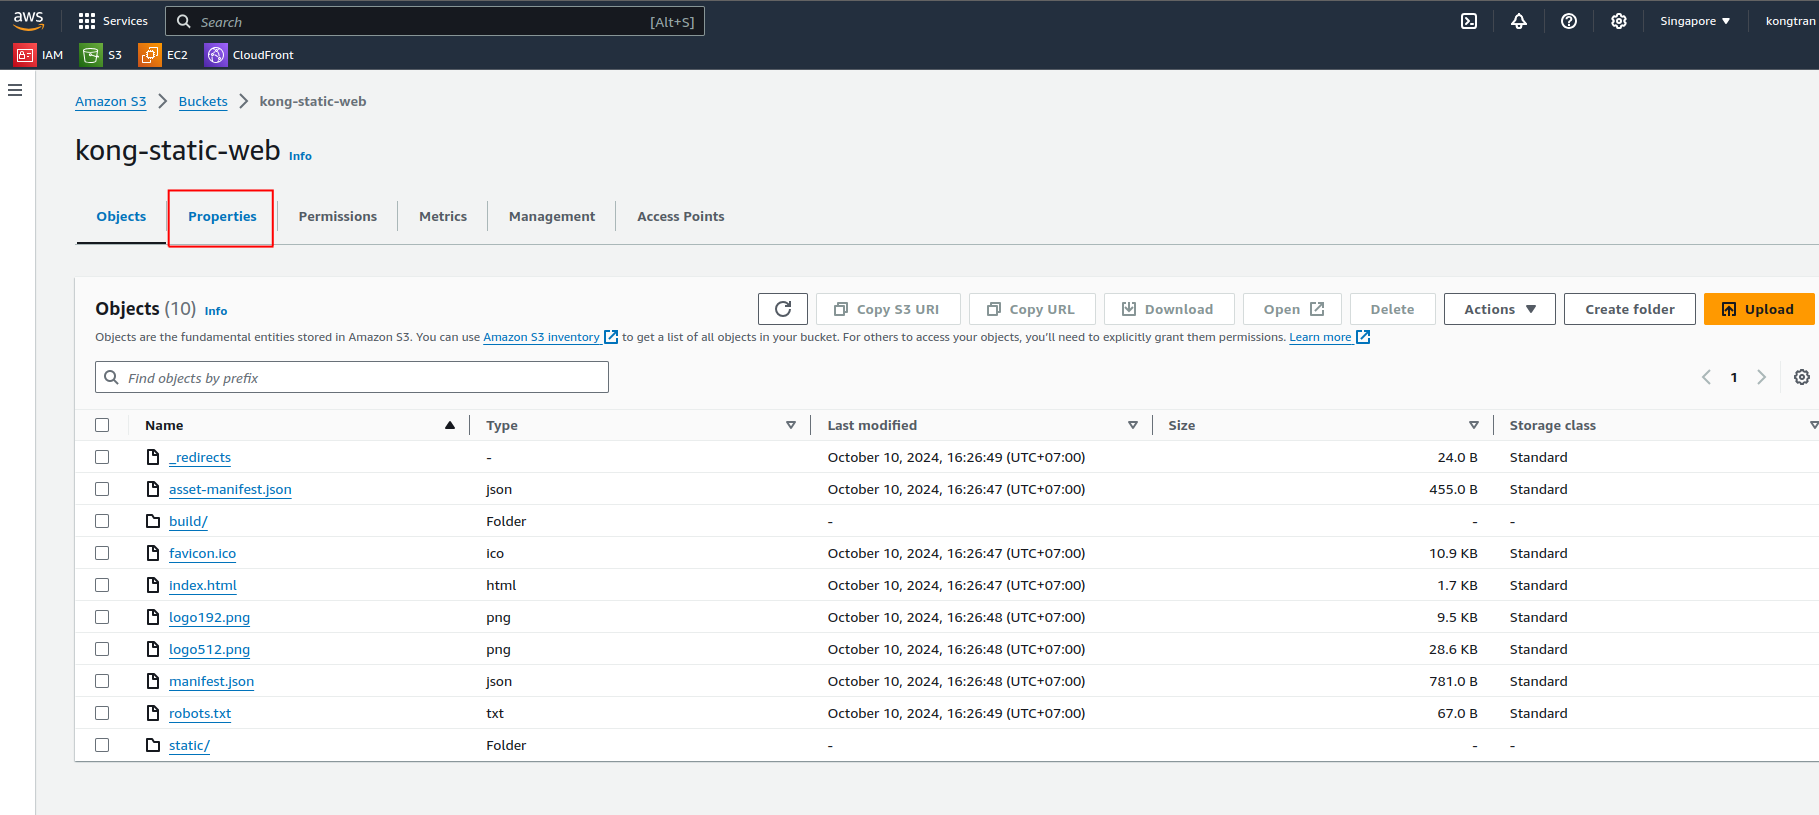 aws Services Search [Alt+S] Singapore kongtran
IAM S3 EC2 CloudFront
Amazon S3 Buckets kong-static-web
kong-static-web Info
Objects Properties Permissions Metrics Management Access Points
Objects (10) Info Copy S3 URI Copy URL Download Open Delete Actions Create folder Upload
Objects are the fundamental entities stored in Amazon S3. You can use Amazon S3 inventory to get a list of all objects in your bucket. For others to access your objects, you'll need to explicitly grant them permissions. Learn more
Find objects by prefix 1
Name Type Last modified Size Storage class
_redirects - October 10, 2024, 16:26:49 (UTC+07:00) 24.0 B Standard
asset-manifest.json json October 10, 2024, 16:26:47 (UTC+07:00) 455.0 B Standard
build/ Folder - - -
favicon.ico ico October 10, 2024, 16:26:47 (UTC+07:00) 10.9 KB Standard
index.html html October 10, 2024, 16:26:47 (UTC+07:00) 1.7 KB Standard
logo192.png png October 10, 2024, 16:26:48 (UTC+07:00) 9.5 KB Standard
logo512.png png October 10, 2024, 16:26:48 (UTC+07:00) 28.6 KB Standard
manifest.json json October 10, 2024, 16:26:48 (UTC+07:00) 781.0 B Standard
robots.txt txt October 10, 2024, 16:26:49 (UTC+07:00) 67.0 B Standard
static/ Folder - - -